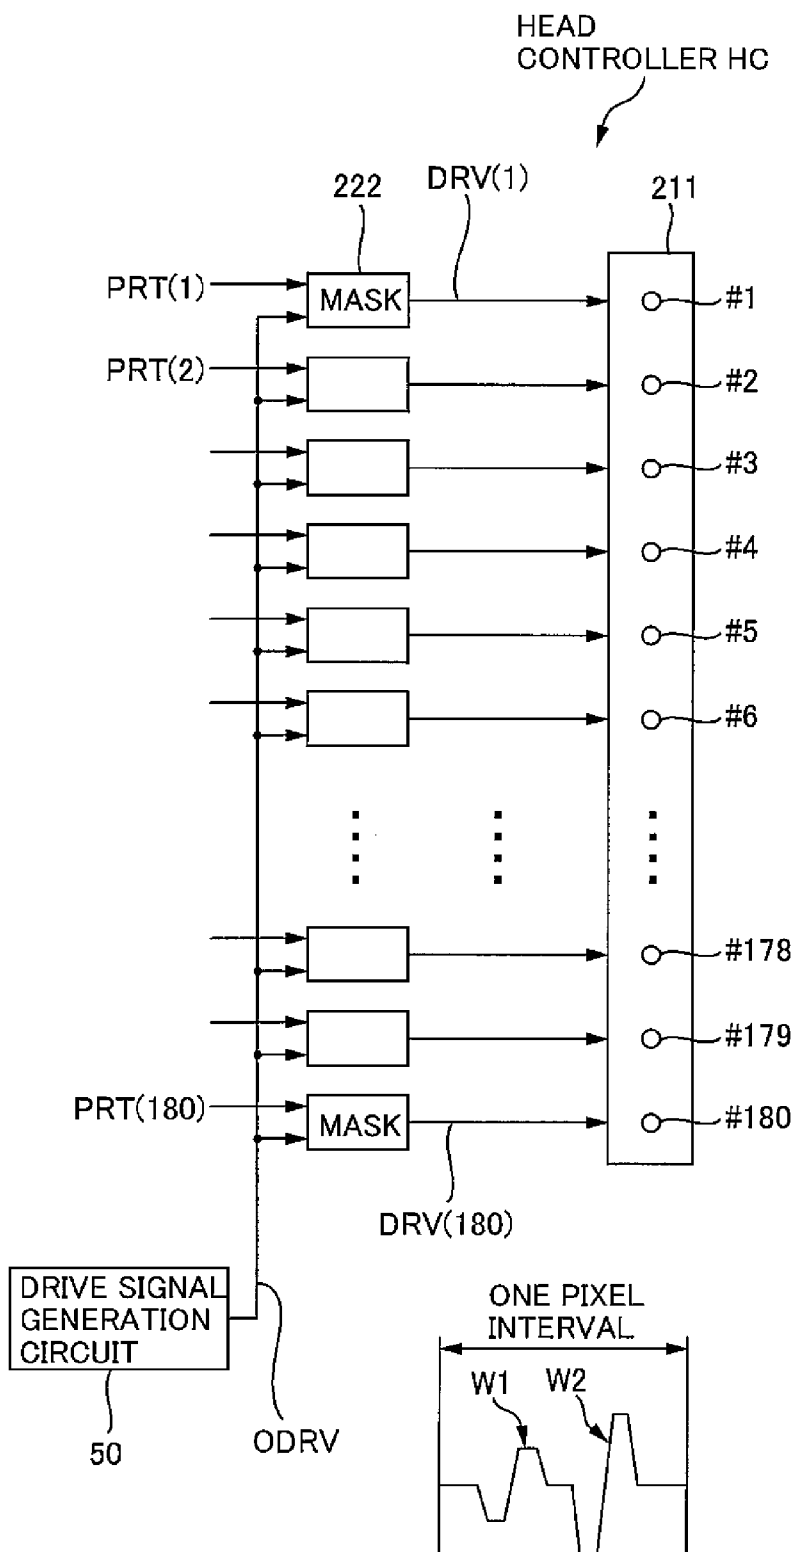 HEAD
CONTROLLER HC
222
DRV(1)
211
PRT(1)
MASK
#1
PRT(2)
#2
#3
#4
#5
#6
#178
#179
PRT(180)
MASK
#180
DRV(180)
DRIVE SIGNAL
GENERATION
CIRCUIT
50
ODRV
ONE PIXEL
INTERVAL
W1
W2